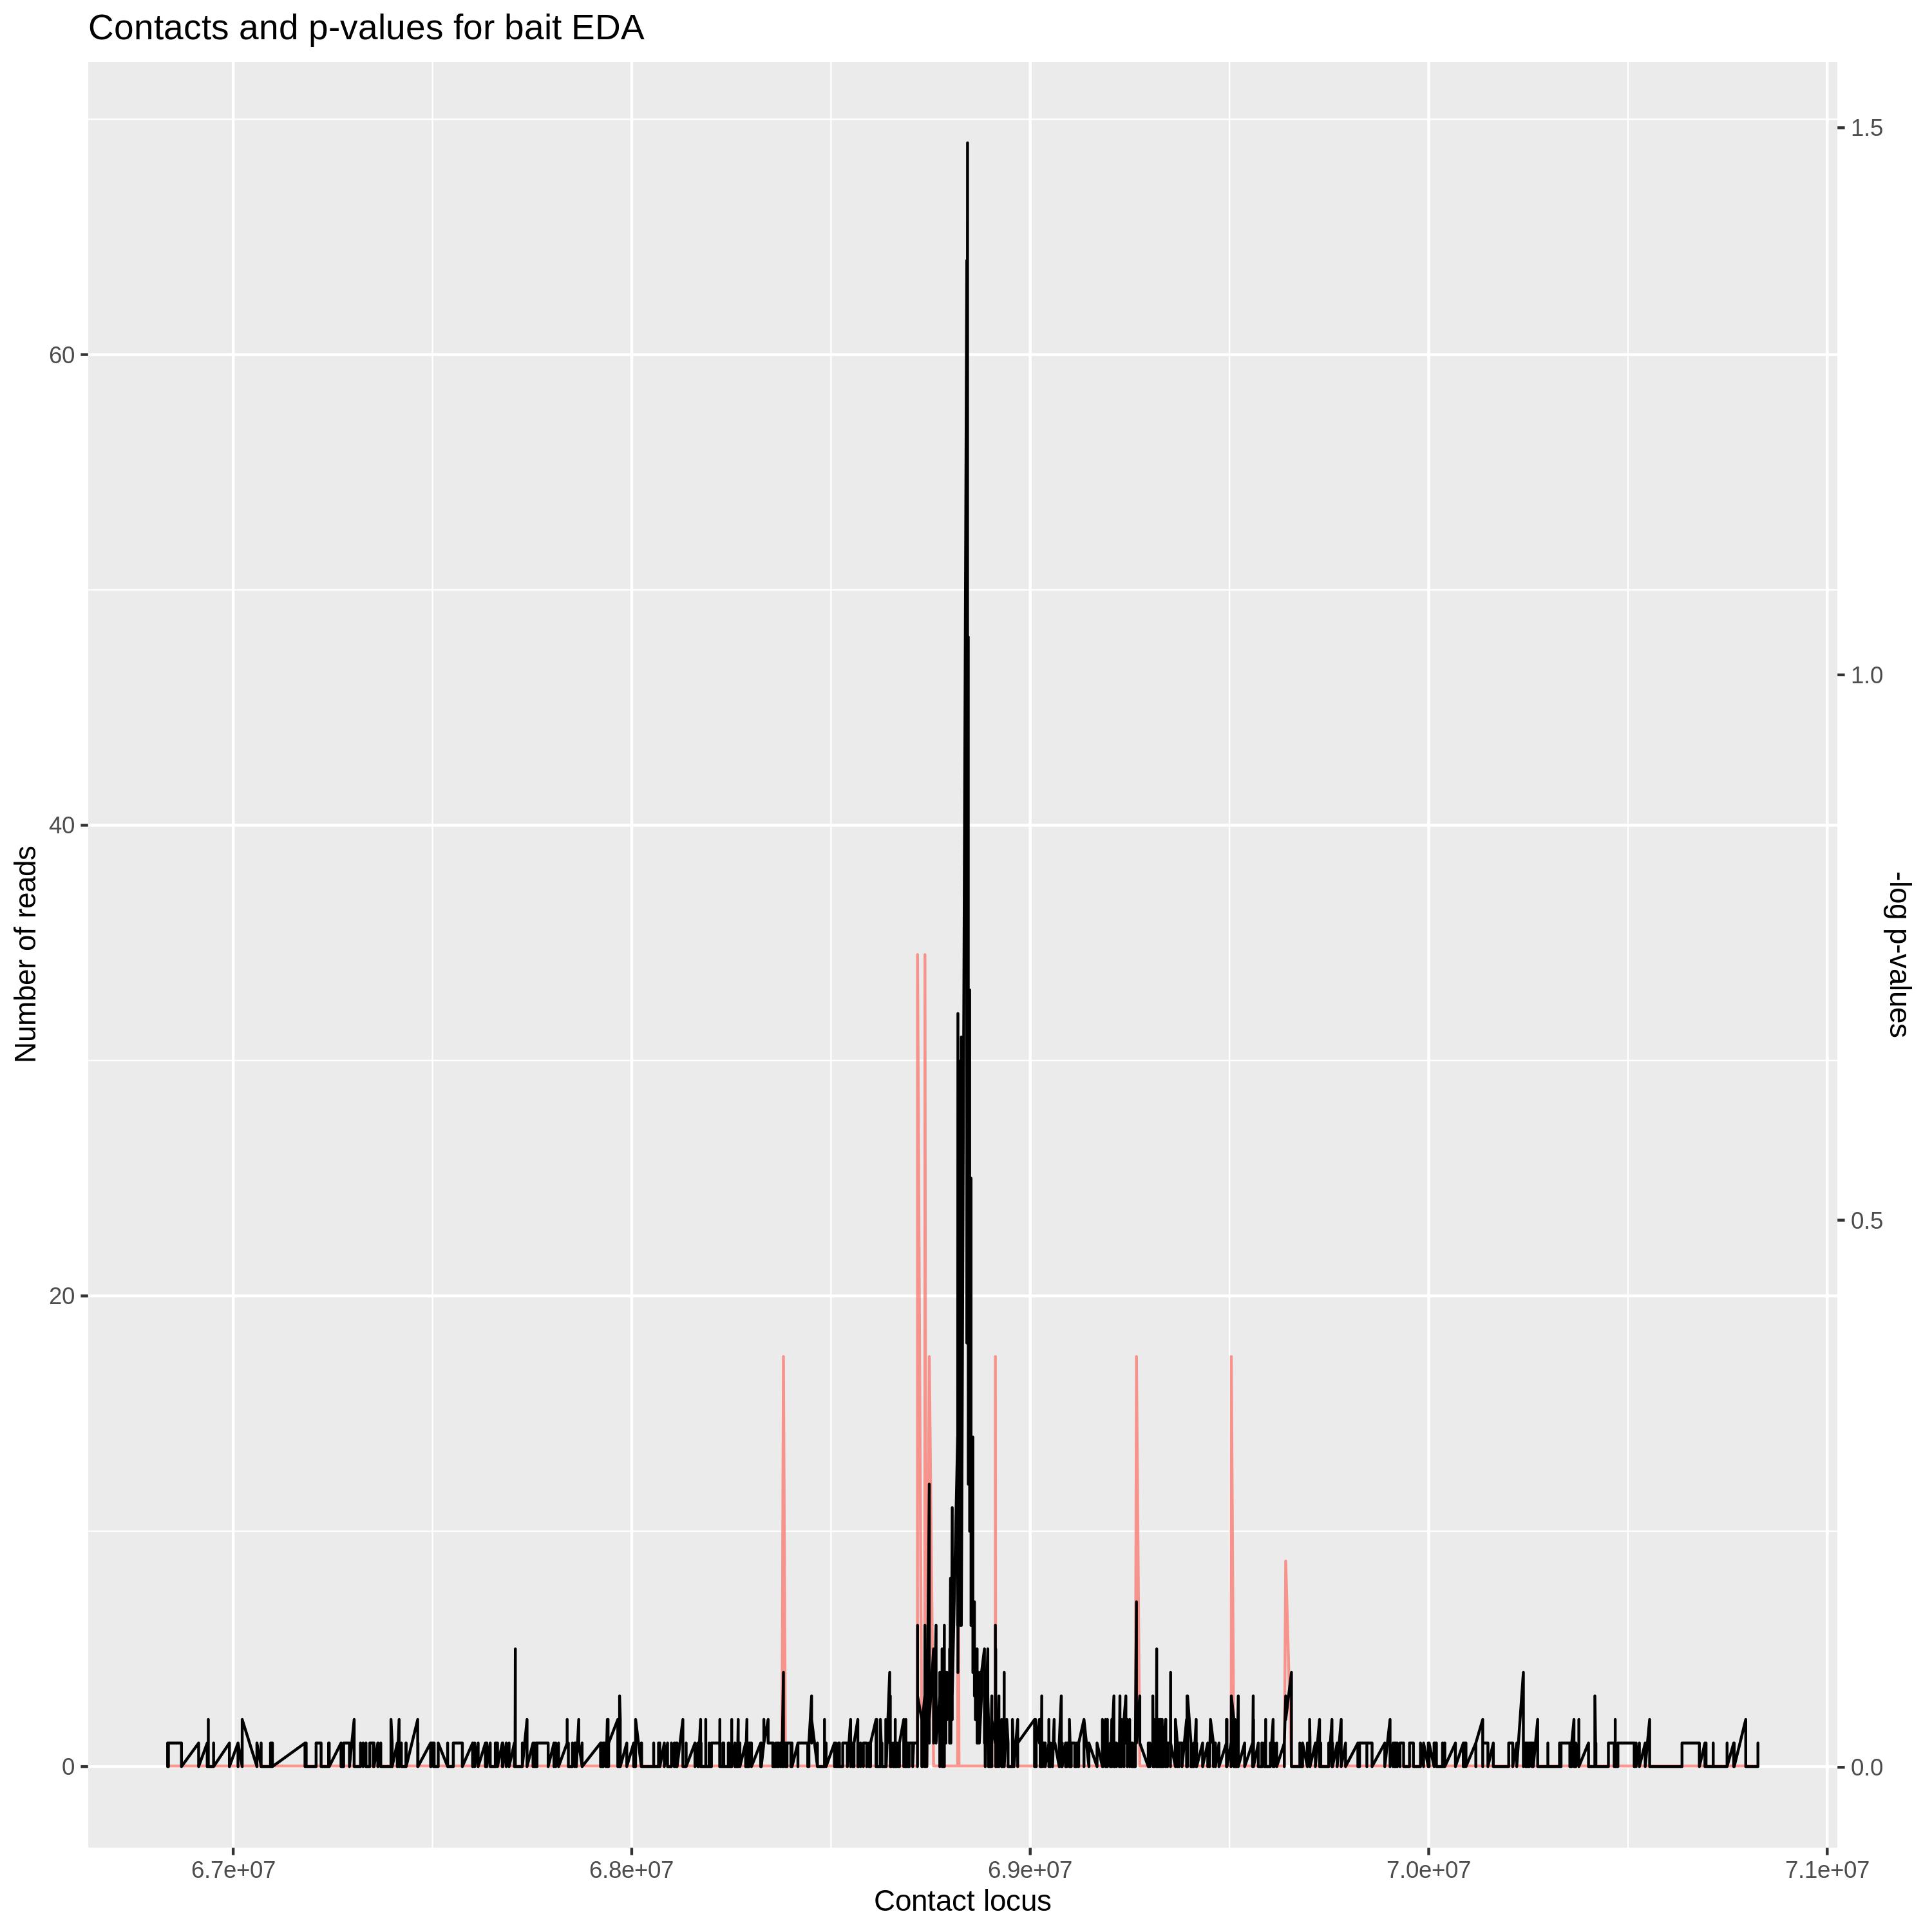 Contacts and p-values for bait EDA
Number of reads
60
40
20
0
1.5
1.0
0.5
0.0
-log p-values
6.7e+07
6.8e+07
6.9e+07
7.0e+07
7.1e+07
Contact locus